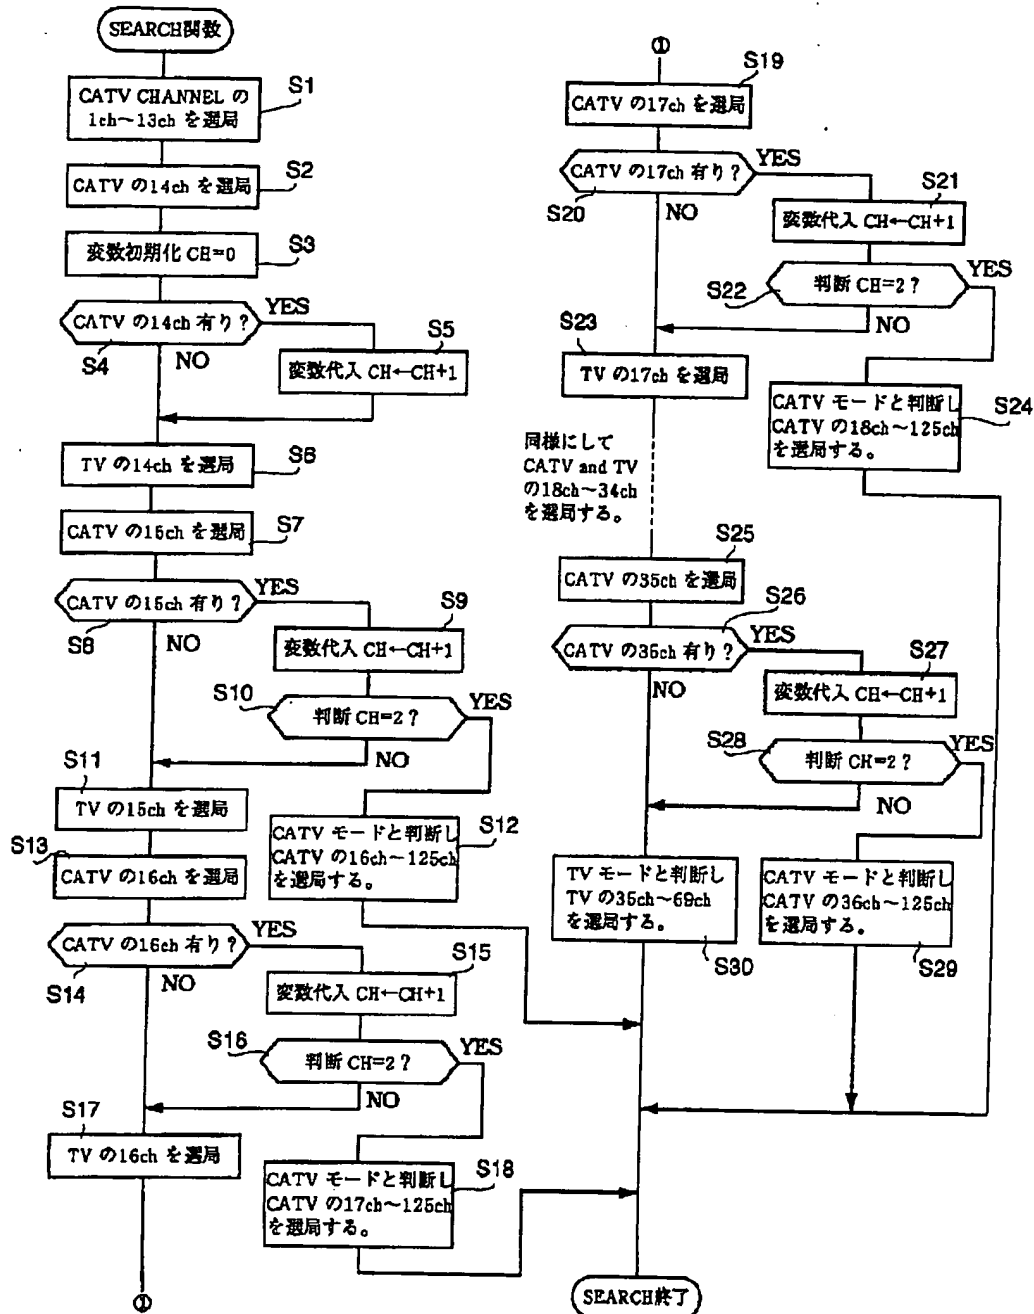 SEARCH関数
CATV CHANNEL の
1ch~13ch を選局
S1
CATV の14ch を選局
S2
変数初期化 CH=0
S3
CATV の14ch 有り?
YES
S4
NO
S5
変数代入 CH←CH+1
TV の14ch を選局
S6
CATV の15ch を選局
S7
CATV の15ch 有り?
YES
S8
NO
S9
変数代入 CH←CH+1
S10
判断 CH=2?
YES
NO
S11
TV の15ch を選局
S12
CATV モードと判断し
CATV の16ch~125ch
を選局する。
S13
CATV の16ch を選局
CATV の16ch 有り?
YES
S14
NO
S15
変数代入 CH←CH+1
S16
判断 CH=2?
YES
NO
S17
TV の16ch を選局
S18
CATV モードと判断し
CATV の17ch~125ch
を選局する。
①
①
S19
CATV の17ch を選局
CATV の17ch 有り?
YES
S20
NO
S21
変数代入 CH←CH+1
S22
判断 CH=2?
YES
NO
S23
TV の17ch を選局
S24
CATV モードと判断し
CATV の18ch~125ch
を選局する。
同様にして
CATV and TV
の18ch~34ch
を選局する。
S25
CATV の35ch を選局
S26
CATV の35ch 有り?
YES
NO
S27
変数代入 CH←CH+1
S28
判断 CH=2?
YES
NO
TV モードと判断し
TV の35ch~69ch
を選局する。
S30
CATV モードと判断し
CATV の36ch~125ch
を選局する。
S29
SEARCH終了